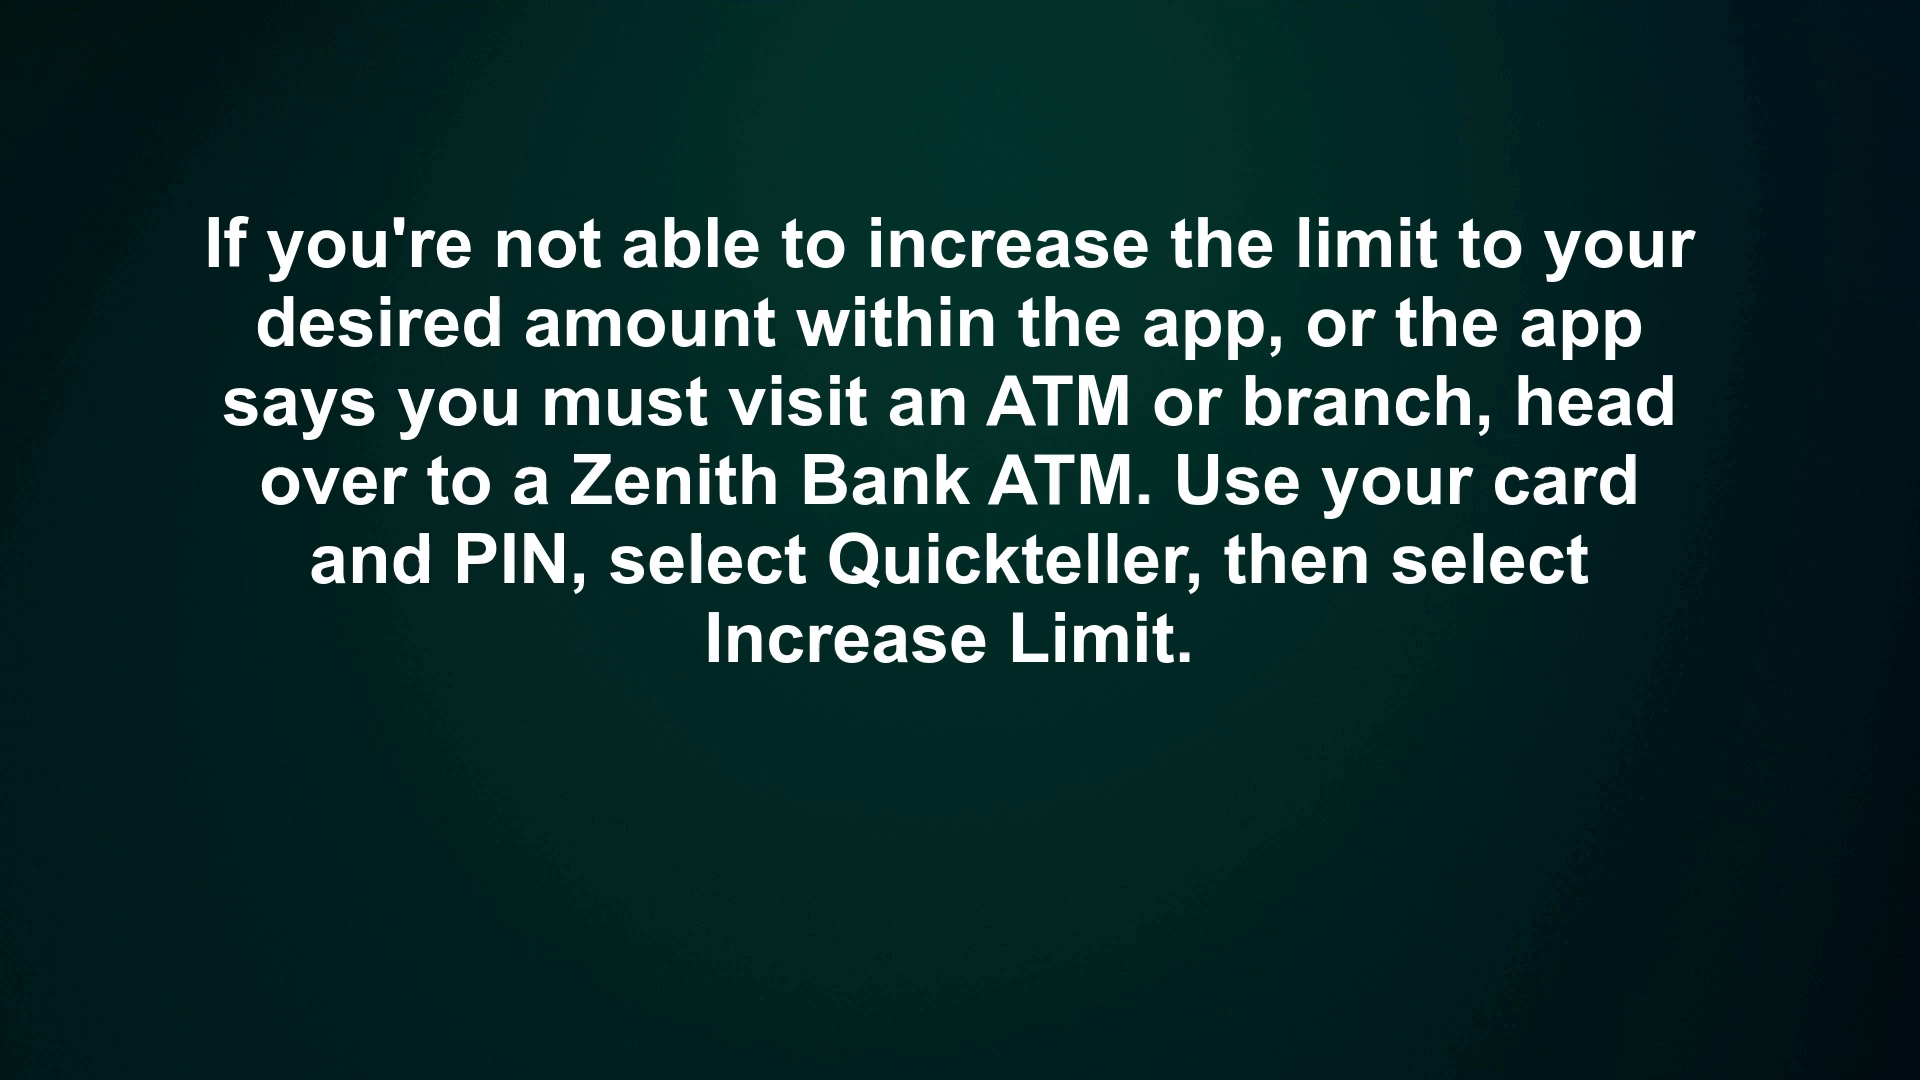 If you're not able to increase the limit to your
desired amount within the app, or the app
says you must visit an ATM or branch, head
over to a Zenith Bank ATM. Use your card
and PIN, select Quickteller, then select
Increase Limit.